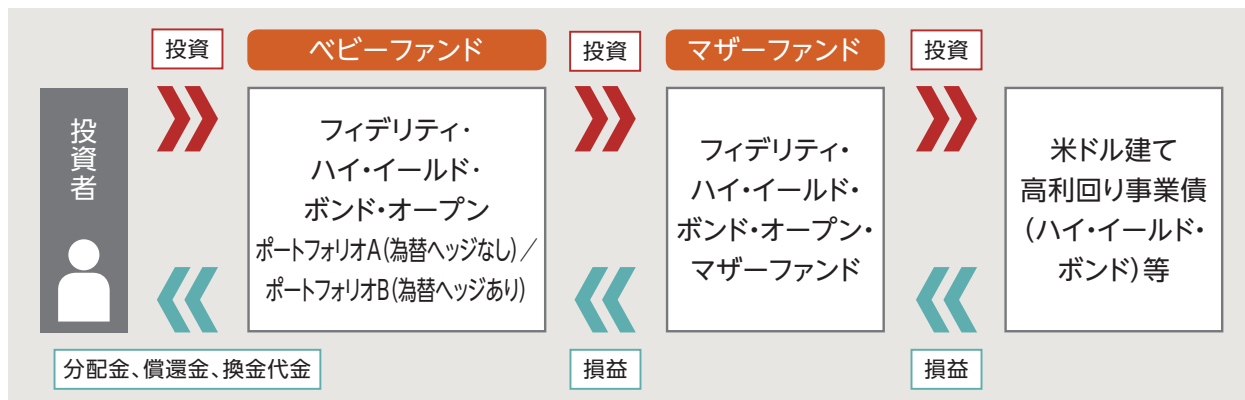 投資
ベビーファンド
投資
マザーファンド
投資
投資者
フィデリティ・
ハイ・イールド・
ボンド・オープン
ポートフォリオA(為替ヘッジなし)/
ポートフォリオB(為替ヘッジあり)
フィデリティ・
ハイ・イールド・
ボンド・オープン・
マザーファンド
米ドル建て
高利回り事業債
(ハイ・イールド・
ボンド)等
分配金、償還金、換金代金
損益
損益